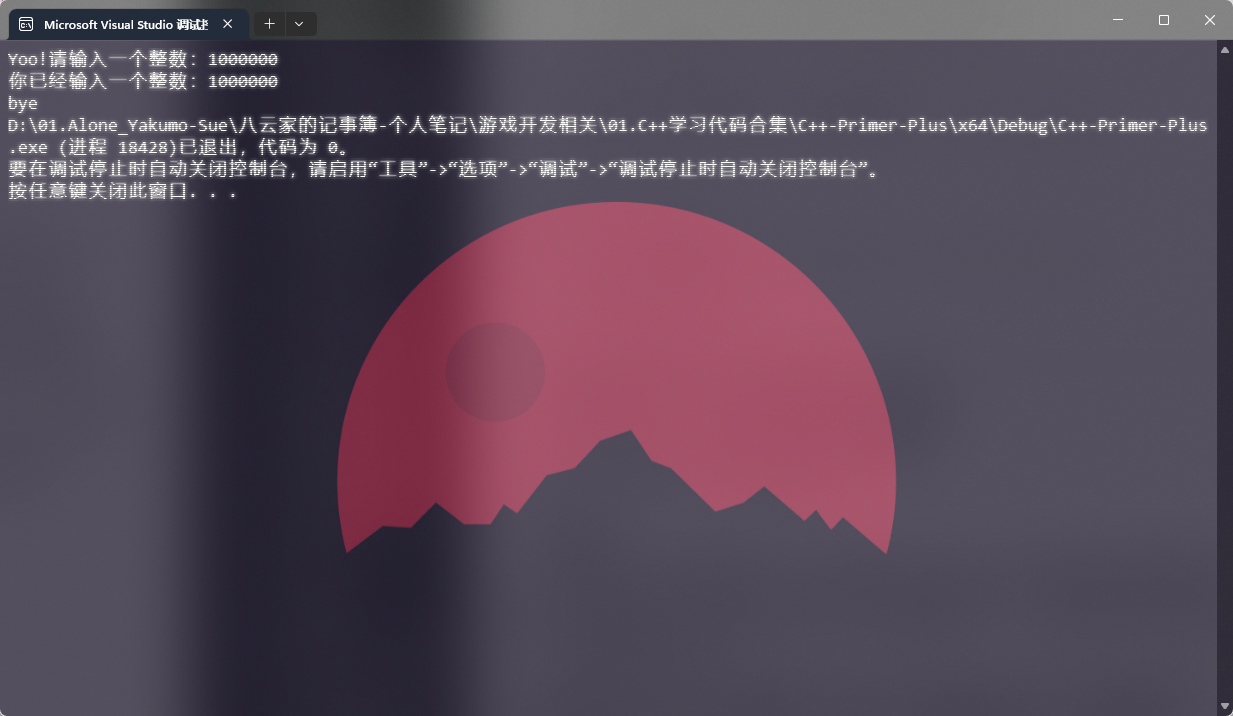 Microsoft Visual Studio 调试
Yoo!请输入一个整数：1000000
你已经输入一个整数：1000000
bye
D:\01.Alone_Yakumo-Sue\八云家的记事簿-个人笔记\游戏开发相关\01.C++学习代码合集\C++-Primer-Plus\x64\Debug\C++-Primer-Plus
.exe (进程 18428)已退出，代码为 0。
要在调试停止时自动关闭控制台，请启用“工具”->“选项”->“调试”->“调试停止时自动关闭控制台”。
按任意键关闭此窗口. . .